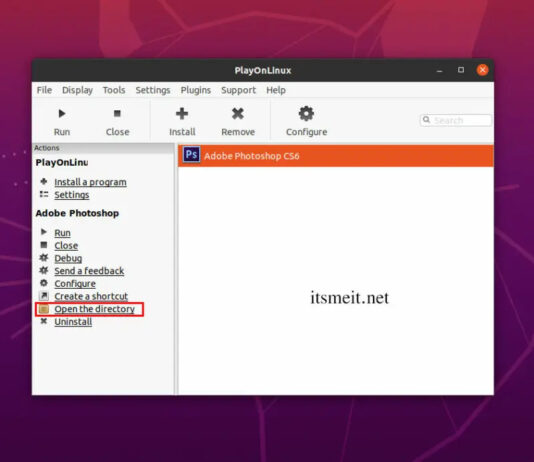 PlayOnLinux
File Display Tools Settings Plugins Support Help
Run Close Install Remove Configure Search
Actions
PlayOnLinu
Install a program
Settings
Adobe Photoshop
Run
Close
Debug
Send a feedback
Configure
Create a shortcut
Open the directory
Uninstall
Ps Adobe Photoshop CS6
itsmeit.net